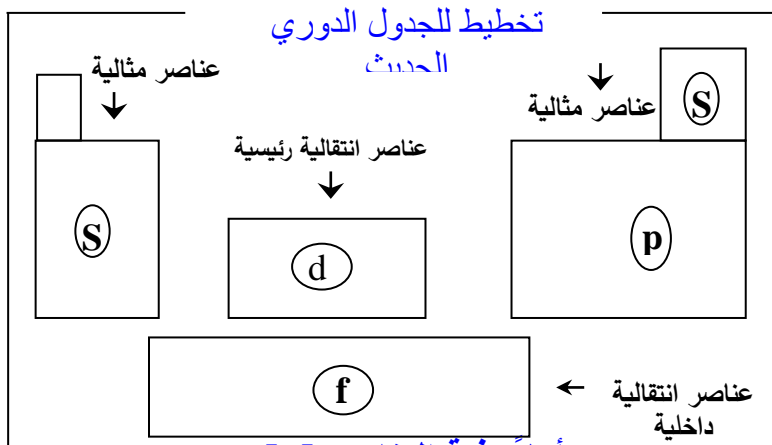 تخطيط للجدول الدوري
الحديث
عناصر مثالية
عناصر مثالية
S
عناصر انتقالية رئيسية
S
d
p
f
عناصر انتقالية
داخلية